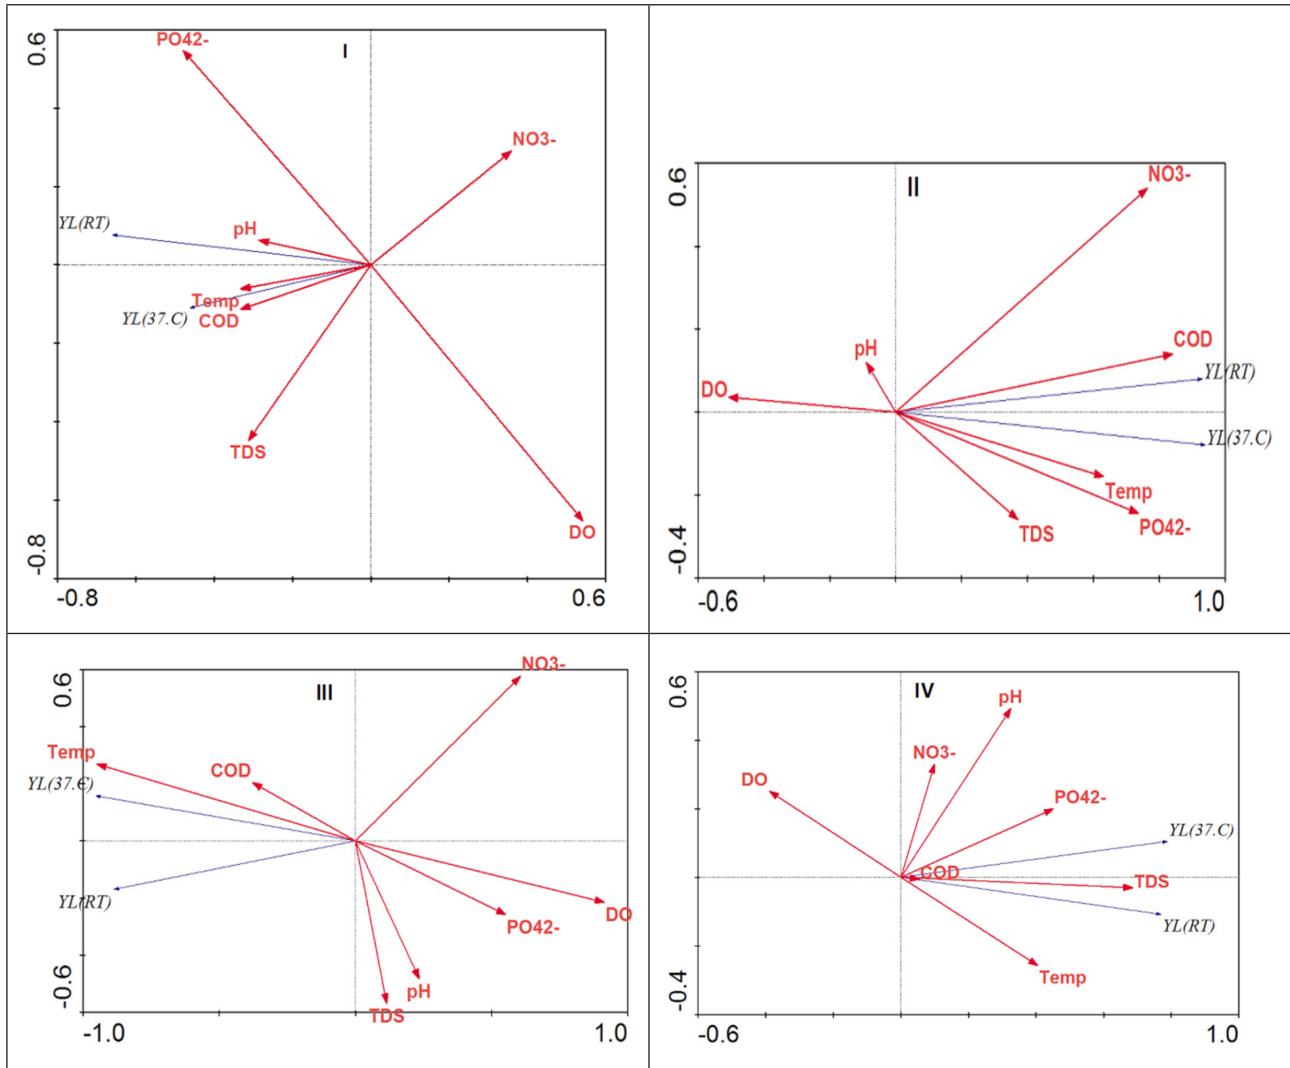 0.6
I
PO42-
NO3-
YL(RT)
pH
Temp
YL(37.C)
COD
TDS
DO
-0.8
-0.8
0.6
0.6
II
NO3-
COD
pH
YL(RT)
DO
YL(37.C)
Temp
PO42-
TDS
-0.4
-0.6
1.0
0.6
III
NO3-
Temp
COD
YL(37.C)
YL(RT)
DO
PO42-
pH
TDS
-0.6
-1.0
1.0
0.6
IV
pH
NO3-
DO
PO42-
YL(37.C)
COD
TDS
YL(RT)
Temp
-0.4
-0.6
1.0